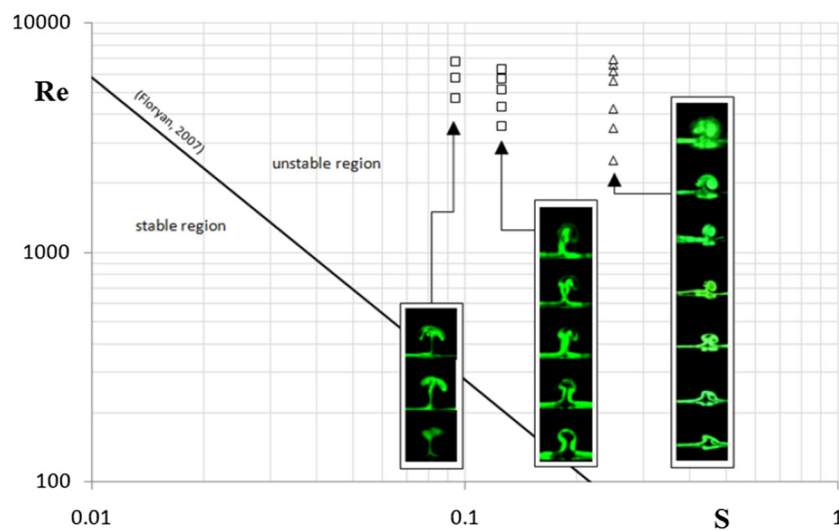 10000
Re
(Floryan, 2007)
unstable region
stable region
1000
100
0.01
0.1
S
1